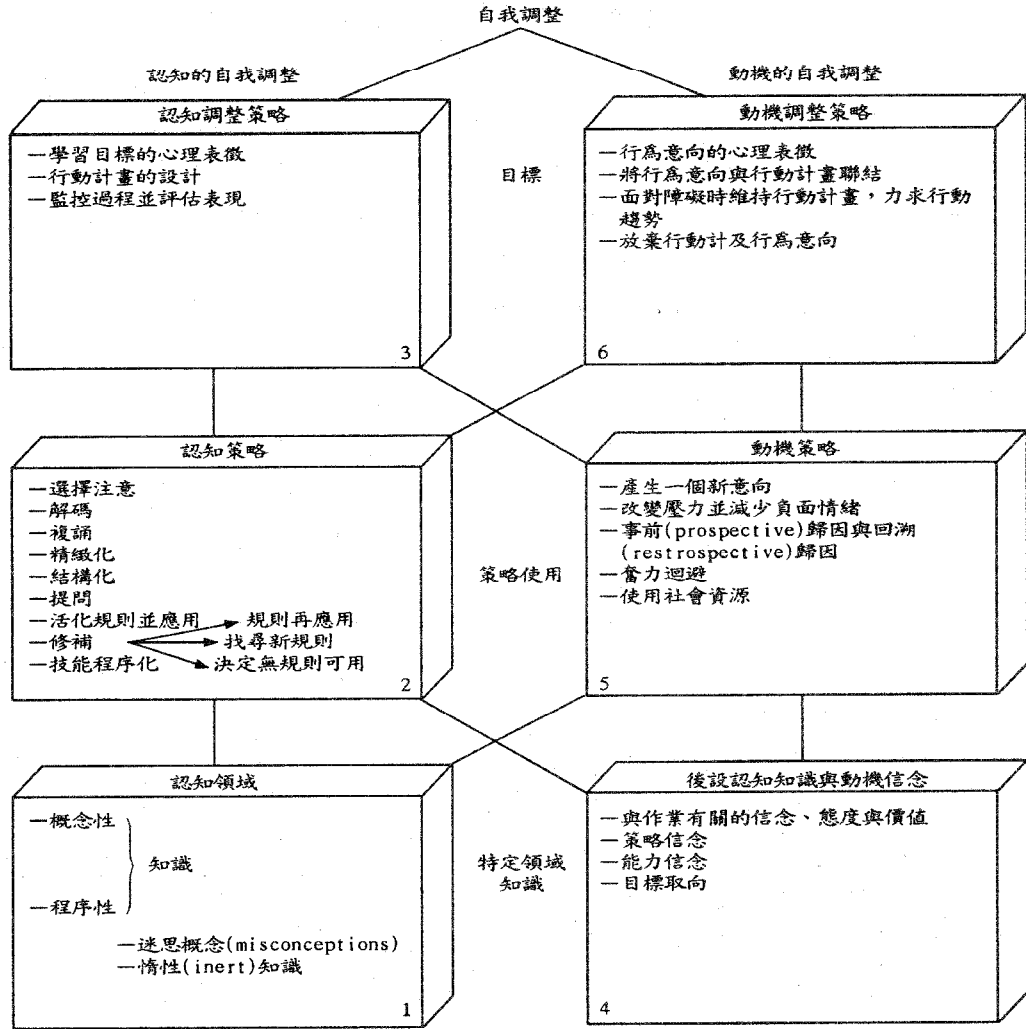 自我調整
認知的自我調整
動機的自我調整
認知調整策略
—學習目標的心理表徵
—行動計畫的設計
—監控過程並評估表現
3
目標
動機調整策略
—行為意向的心理表徵
—將行為意向與行動計畫聯結
—面對障礙時維持行動計畫，力求行動
趨勢
—放棄行動計及行為意向
6
認知策略
—選擇注意
—解碼
—複誦
—精緻化
—結構化
—提問
—活化規則並應用 規則再應用
—修補 找尋新規則
—技能程序化 決定無規則可用
2
策略使用
動機策略
—產生一個新意向
—改變壓力並減少負面情緒
—事前(prospective)歸因與回溯
(restrospective)歸因
—奮力迴避
—使用社會資源
5
認知領域
—概念性
知識
—程序性
—迷思概念(misconceptions)
—惰性(inert)知識
1
特定領域
知識
後設認知知識與動機信念
—與作業有關的信念、態度與價值
—策略信念
—能力信念
—目標取向
4